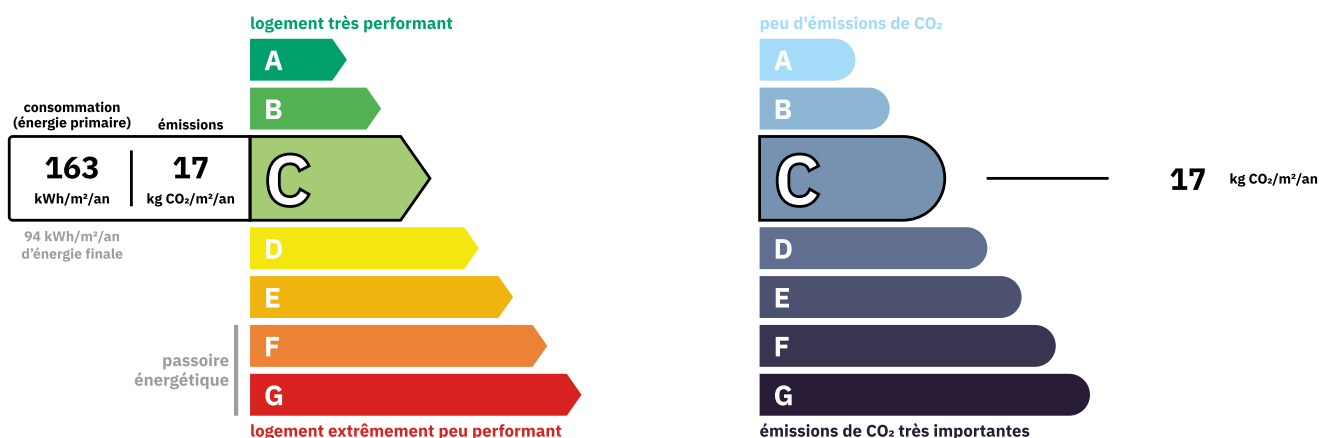 logement très performant
A
B
consommation
(énergie primaire)
émissions
163
kWh/m²/an
17
kg CO₂/m²/an
C
94 kWh/m²/an
d'énergie finale
D
E
F
passoire
énergétique
G
logement extrêmement peu performant
peu d'émissions de CO₂
A
B
C
17 kg CO₂/m²/an
D
E
F
G
émissions de CO₂ très importantes